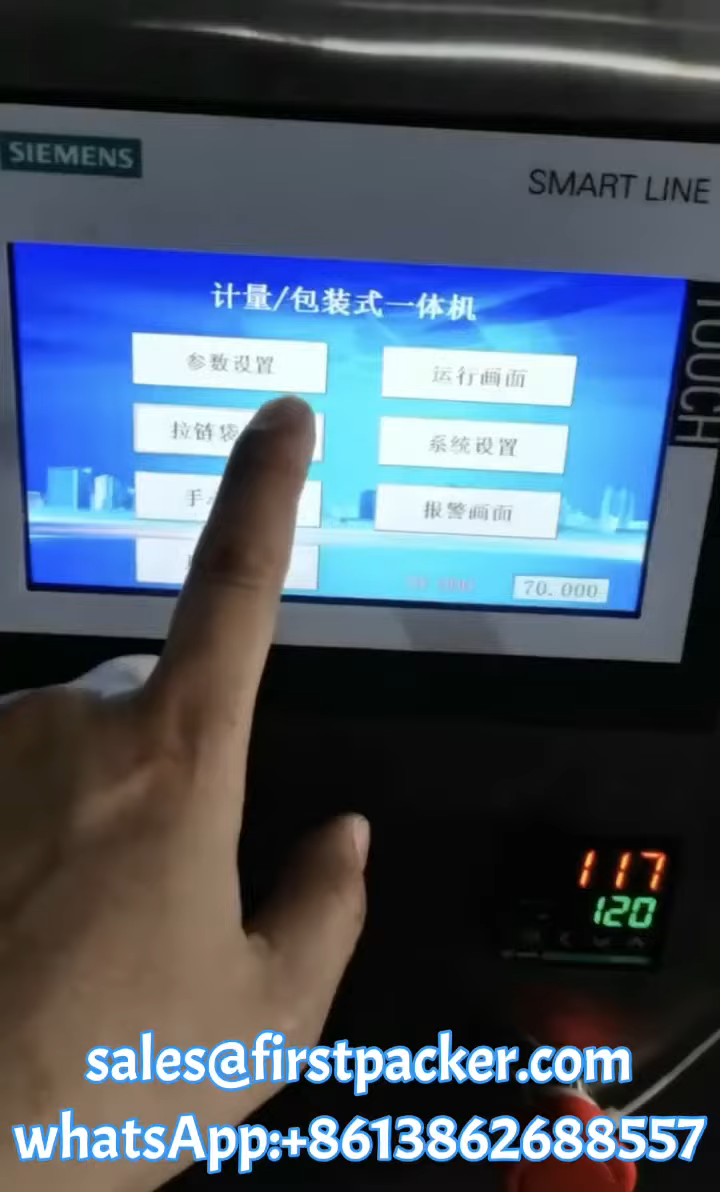 SIEMENS
SMART LINE
TOUCH
计量/包装式一体机
参数设置
运行画面
拉链袋
系统设置
手
报警画面
70.000
117
120
sales@firstpacker.com
whatsApp:+8613862688557